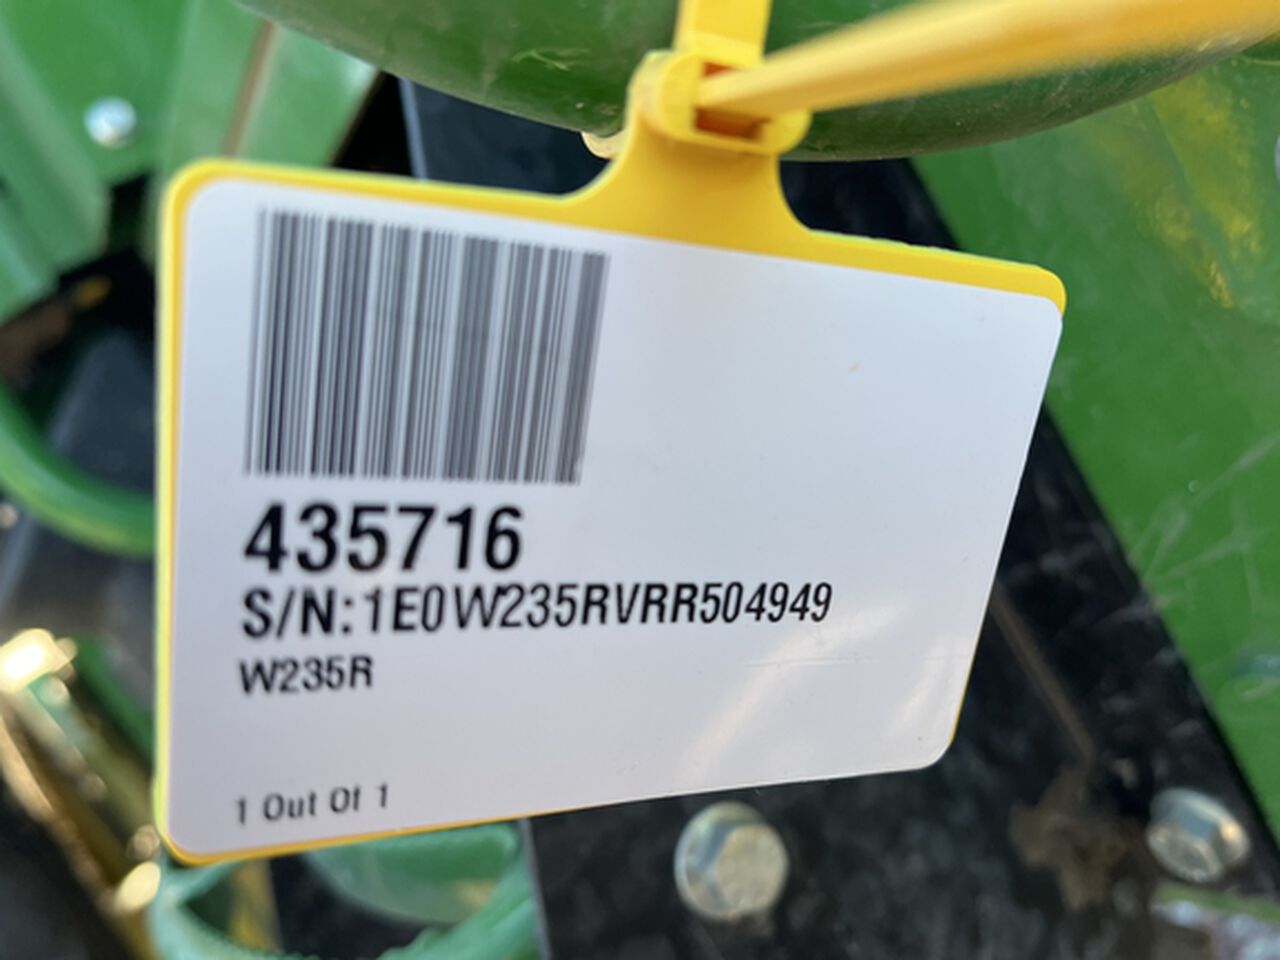 435716
S/N:1E0W235RVRR504949
W235R
1 Out Of 1